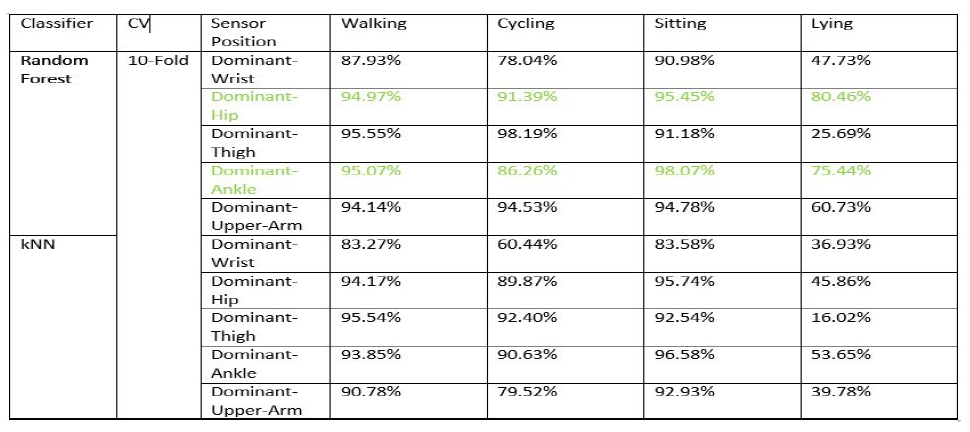 Classifier CV Sensor Position Walking Cycling Sitting Lying
Random Forest 10-Fold Dominant-Wrist 87.93% 78.04% 90.98% 47.73%
Dominant-Hip 94.97% 91.39% 95.45% 80.46%
Dominant-Thigh 95.55% 98.19% 91.18% 25.69%
Dominant-Ankle 95.07% 86.26% 98.07% 75.44%
Dominant-Upper-Arm 94.14% 94.53% 94.78% 60.73%
kNN Dominant-Wrist 83.27% 60.44% 83.58% 36.93%
Dominant-Hip 94.17% 89.87% 95.74% 45.86%
Dominant-Thigh 95.54% 92.40% 92.54% 16.02%
Dominant-Ankle 93.85% 90.63% 96.58% 53.65%
Dominant-Upper-Arm 90.78% 79.52% 92.93% 39.78%